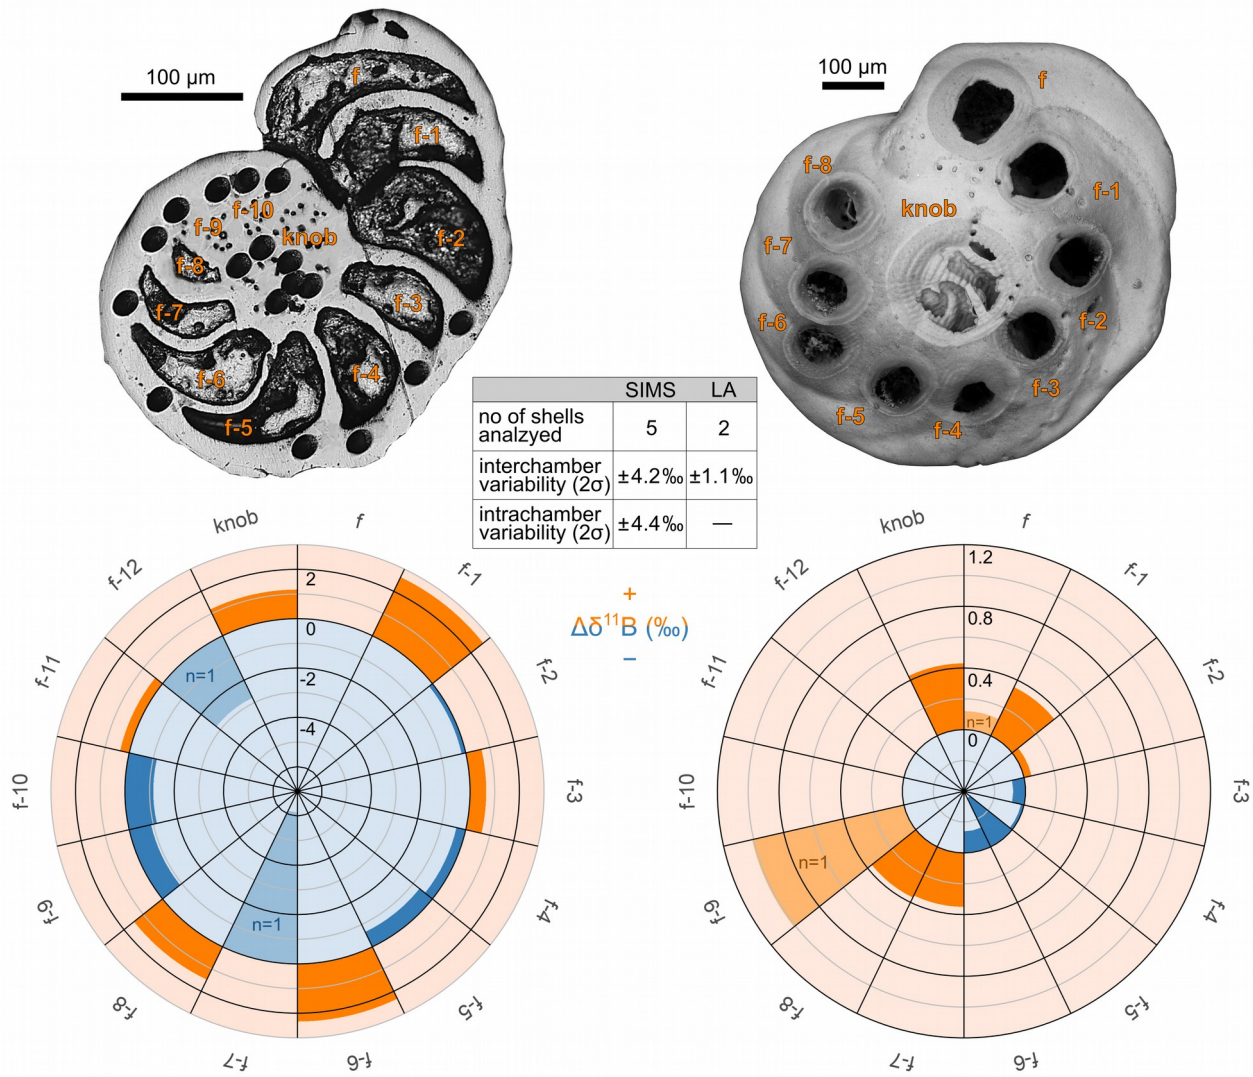 100 µm
f
f-1
f-2
f-3
f-4
f-5
f-6
f-7
f-8
f-9
f-10
knob
100 µm
f
f-1
f-2
f-3
f-4
f-5
f-6
f-7
f-8
knob
SIMS LA
no of shells
analzyed
5 2
interchamber
variability (2σ)
±4.2‰ ±1.1‰
intrachamber
variability (2σ)
±4.4‰ —
+
Δδ¹¹B (‰)
−
knob
f
f-1
f-2
f-3
f-4
f-5
f-6
f-7
f-8
f-9
f-10
f-11
f-12
2
0
-2
-4
n=1
n=1
knob
f
f-1
f-2
f-3
f-4
f-5
f-6
f-7
f-8
f-9
f-10
f-11
f-12
1.2
0.8
0.4
n=1
0
n=1